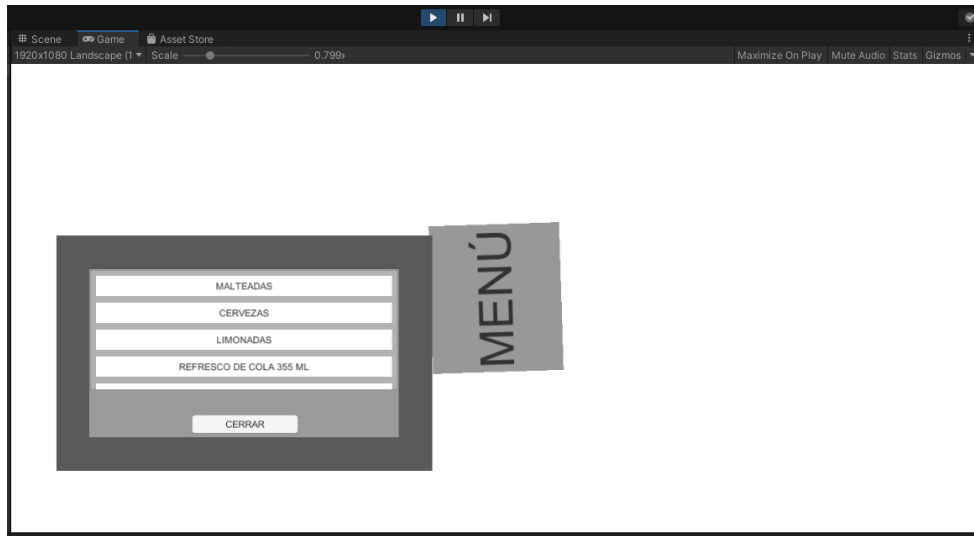 Scene Game Asset Store
1920x1080 Landscape (1 Scale 0.799 Maximize On Play Mute Audio Stats Gizmos
MENÚ
MALTEADAS
CERVEZAS
LIMONADAS
REFRESCO DE COLA 355 ML
CERRAR